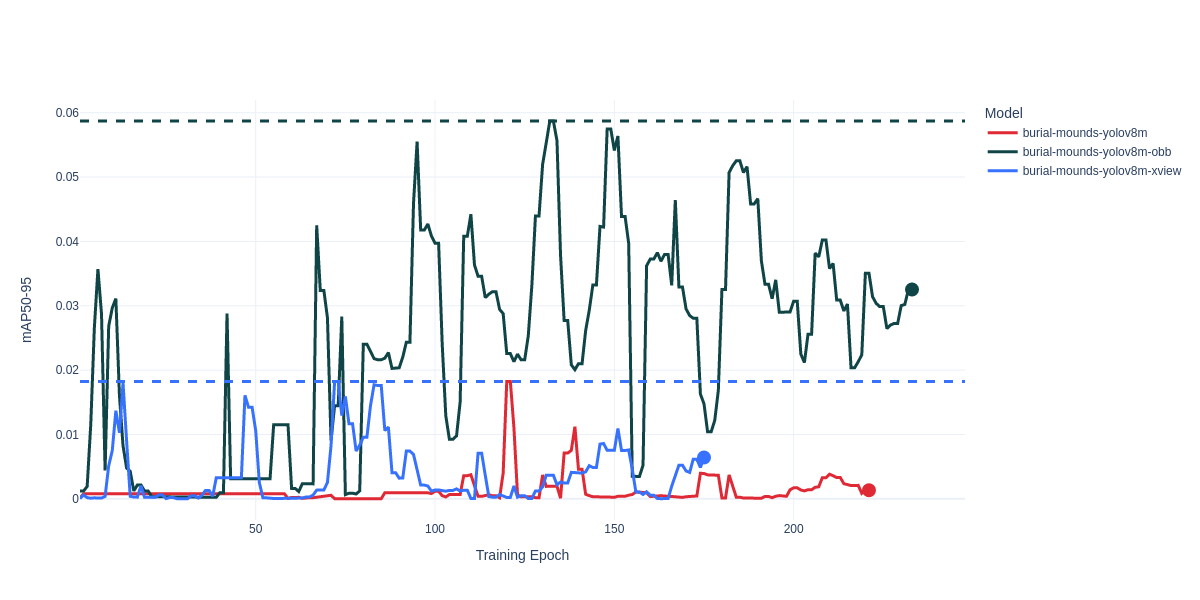 0.06
0.05
0.04
0.03
0.02
0.01
0
mAP50-95
50
100
150
200
Training Epoch
Model
burial-mounds-yolov8m
burial-mounds-yolov8m-obb
burial-mounds-yolov8m-xview